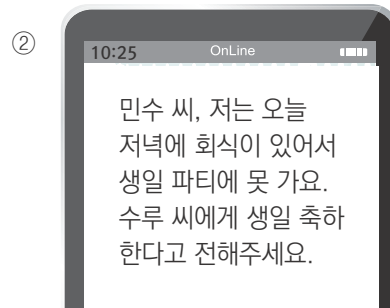 ②
10:25 OnLine
민수 씨, 저는 오늘
저녁에 회식이 있어서
생일 파티에 못 가요.
수루 씨에게 생일 축하
한다고 전해주세요.